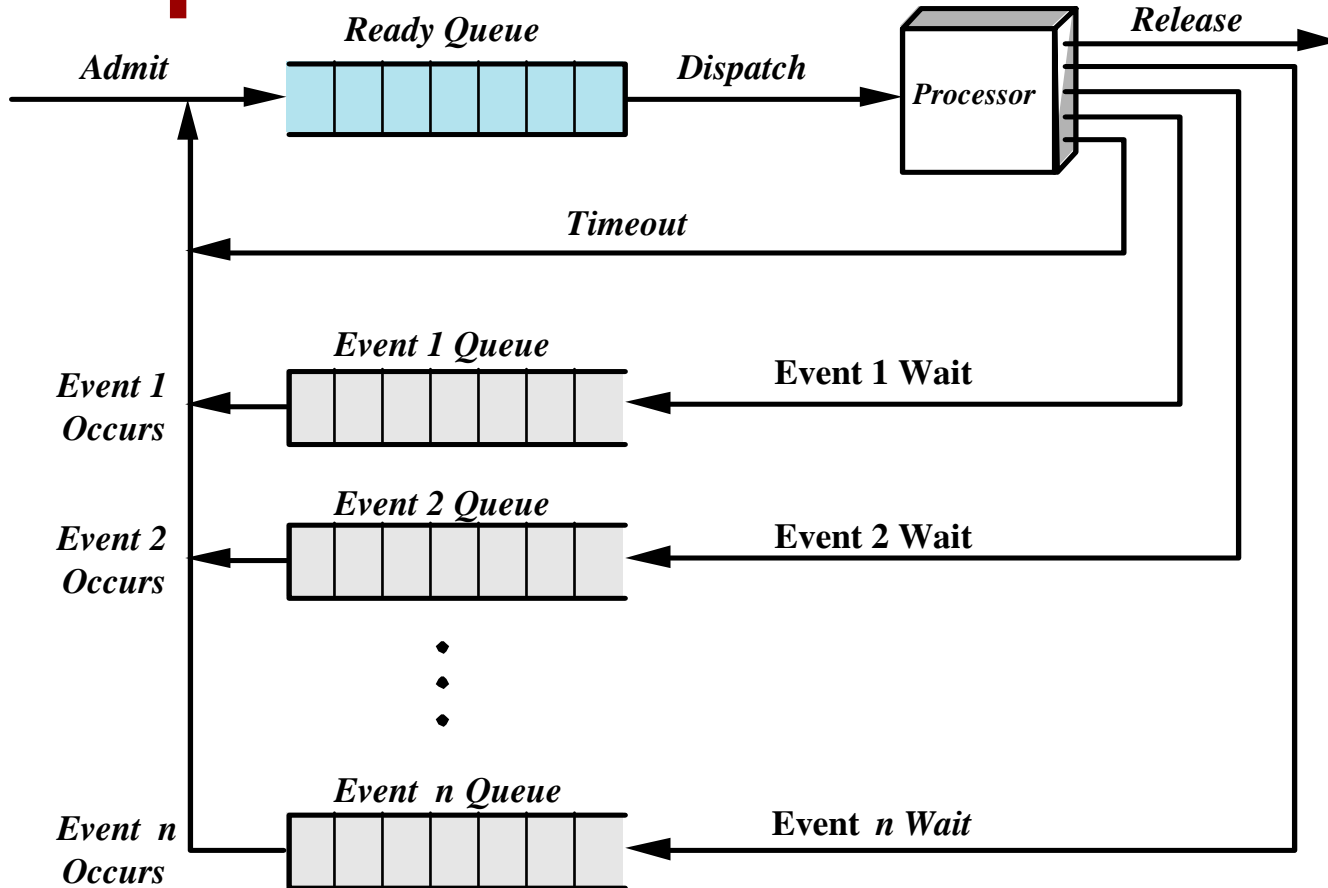 Ready Queue
Release
Admit
Dispatch
Processor
Timeout
Event 1 Queue
Event 1
Occurs
Event 1 Wait
Event 2 Queue
Event 2
Occurs
Event 2 Wait
Event n Queue
Event n
Occurs
Event n Wait